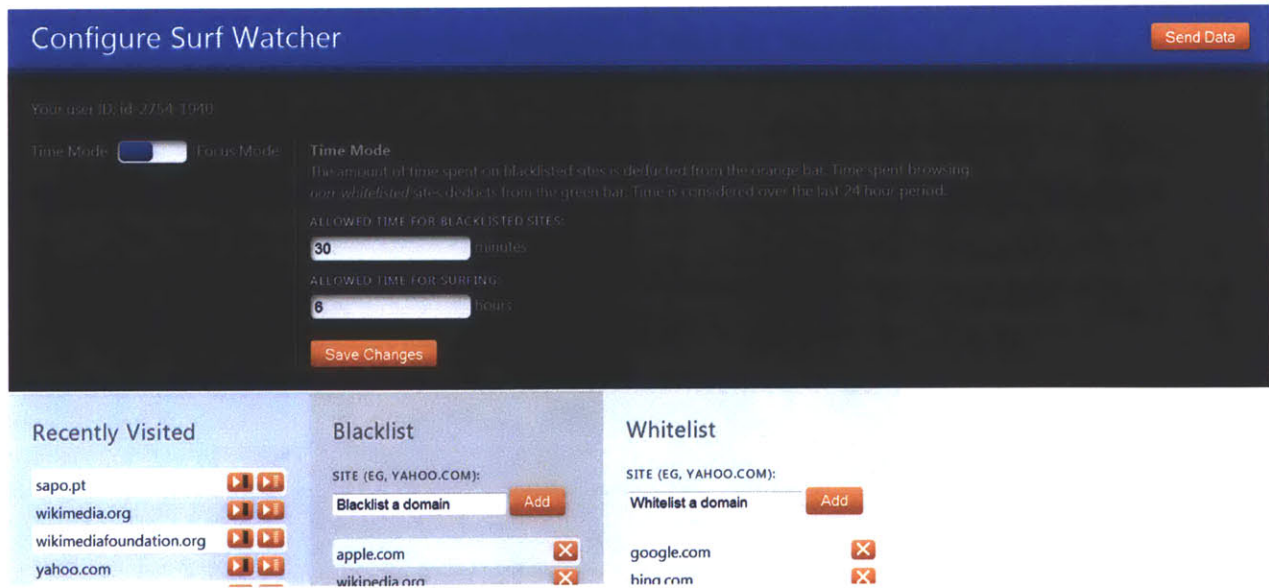 Configure Surf Watcher
Send Data
Your user ID: id-2754-1940
Time Mode
Focus Mode
Time Mode
The amount of time spent on blacklisted sites is deducted from the orange bar. Time spent browsing
non-whitelisted sites deducts from the green bar. Time is considered over the last 24 hour period.
ALLOWED TIME FOR BLACKLISTED SITES:
30 minutes
ALLOWED TIME FOR SURFING:
6 hours
Save Changes
Recently Visited
sapo.pt
wikimedia.org
wikimediafoundation.org
yahoo.com
Blacklist
SITE (EG, YAHOO.COM):
Blacklist a domain
Add
apple.com
wikipedia.org
Whitelist
SITE (EG, YAHOO.COM):
Whitelist a domain
Add
google.com
bing.com